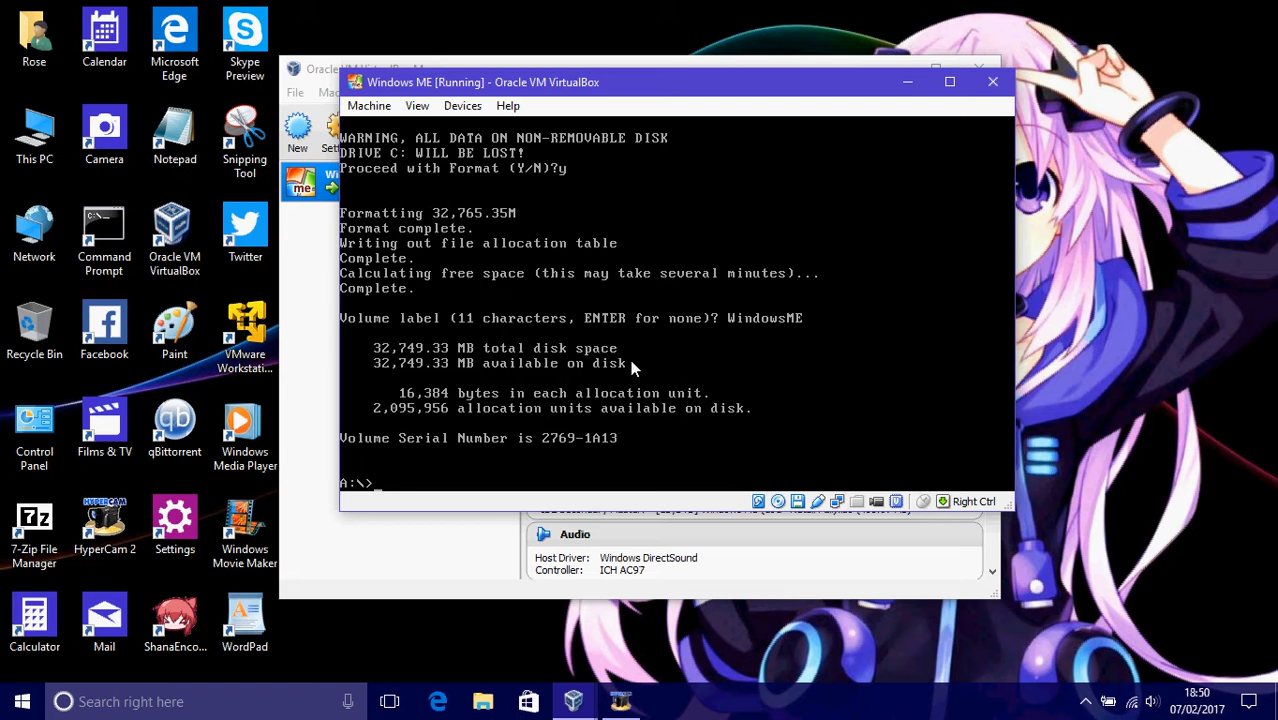 Rose
Calendar
Microsoft
Edge
Skype
Preview
This PC
Camera
Notepad
Snipping
Tool
Network
Command
Prompt
Oracle VM
VirtualBox
Twitter
Recycle Bin
Facebook
Paint
VMware
Workstati...
Control
Panel
Films & TV
qBittorrent
Windows
Media Player
7-Zip File
Manager
HyperCam 2
Settings
Windows
Movie Maker
Calculator
Mail
ShanaEnco...
WordPad
Oracle
File
New
Windows ME [Running] - Oracle VM VirtualBox
Machine View Devices Help
WARNING, ALL DATA ON NON-REMOVABLE DISK
DRIVE C: WILL BE LOST!
Proceed with Format (Y/N)?y
Formatting 32,765.35M
Format complete.
Writing out file allocation table
Complete.
Calculating free space (this may take several minutes)...
Complete.
Volume label (11 characters, ENTER for none)? WindowsME
32,749.33 MB total disk space
32,749.33 MB available on disk
16,384 bytes in each allocation unit.
2,095,956 allocation units available on disk.
Volume Serial Number is 2769-1A13
A:\>_
Right Ctrl
Audio
Host Driver: Windows DirectSound
Controller: ICH AC97
Search right here
18:50
07/02/2017